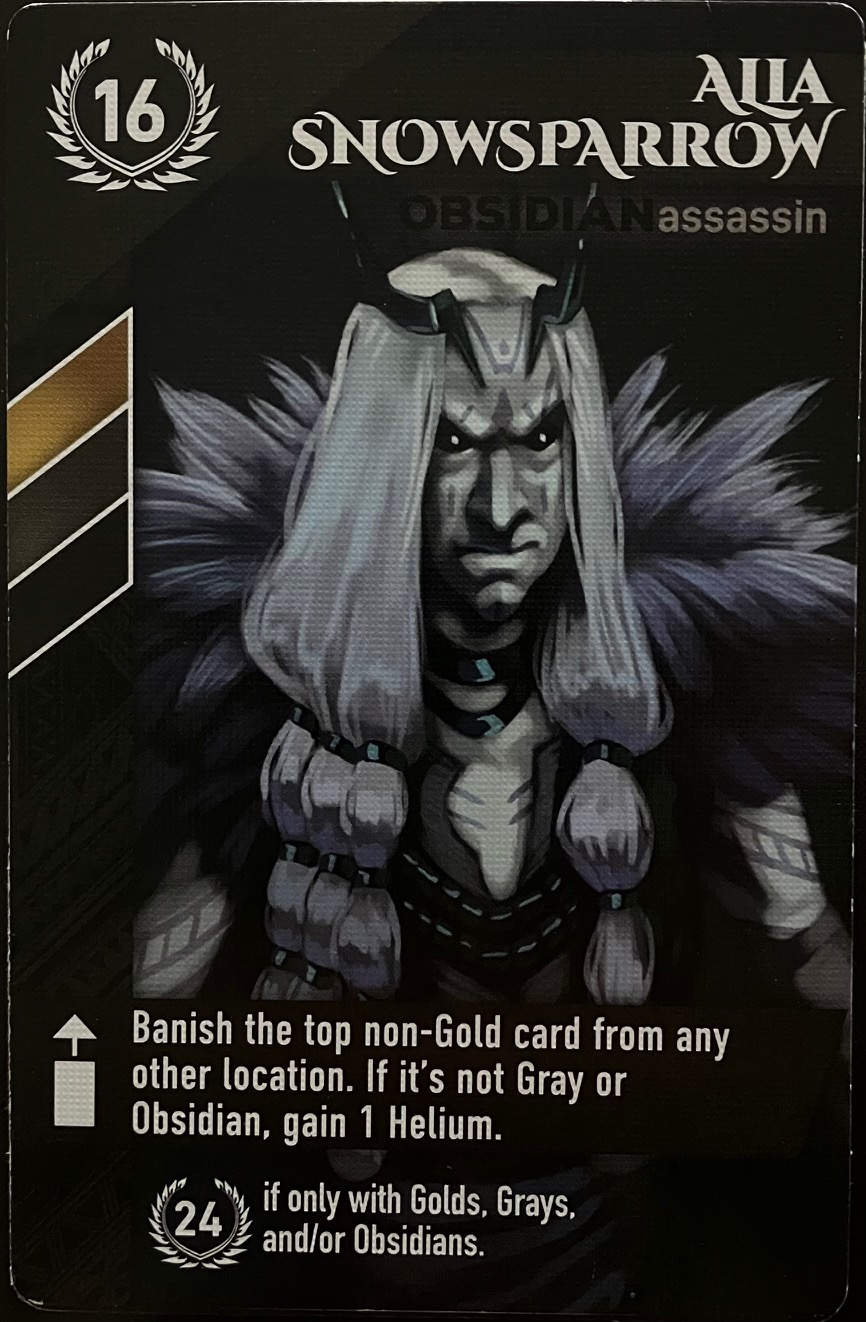 16
ALIA
SNOWSPARROW
OBSIDIANassassin
Banish the top non-Gold card from any
other location. If it's not Gray or
Obsidian, gain 1 Helium.
24
if only with Golds, Grays,
and/or Obsidians.